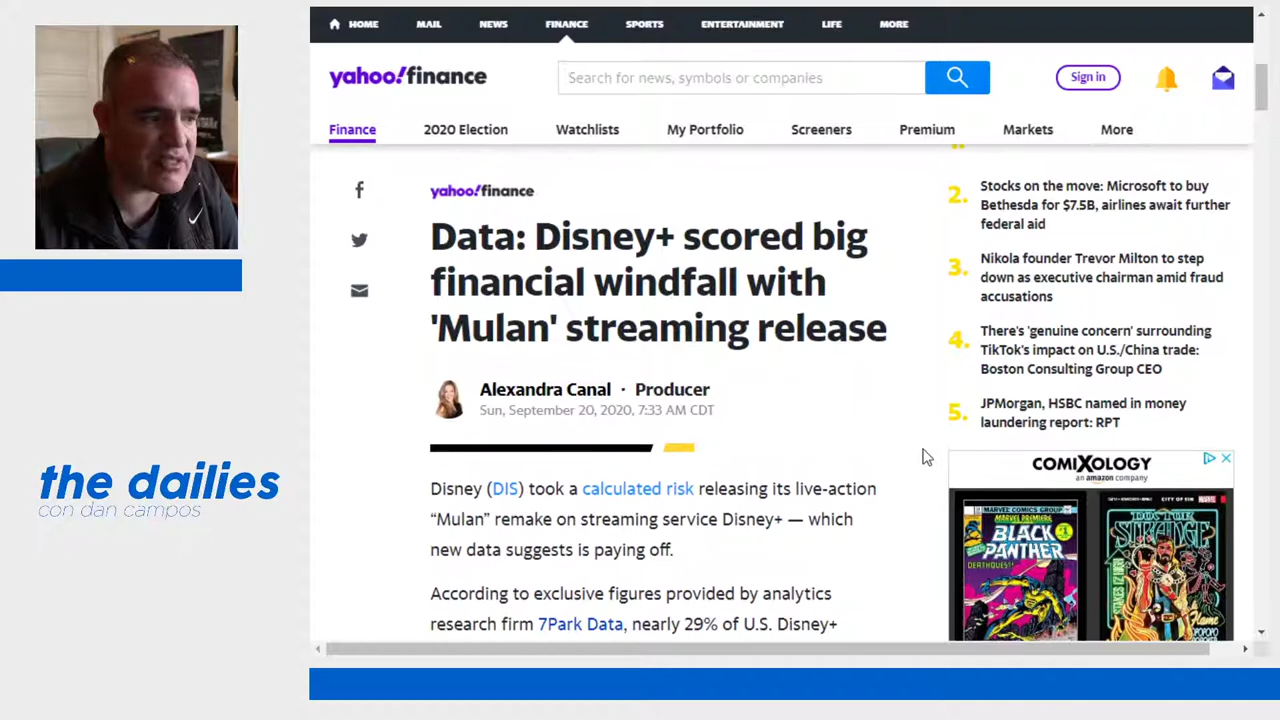 HOME MAIL NEWS FINANCE SPORTS ENTERTAINMENT LIFE MORE
yahoo!finance
Search for news, symbols or companies
Sign in
Finance 2020 Election Watchlists My Portfolio Screeners Premium Markets More
yahoo!finance
Data: Disney+ scored big
financial windfall with
'Mulan' streaming release
Alexandra Canal · Producer
Sun, September 20, 2020, 7:33 AM CDT
Disney (DIS) took a calculated risk releasing its live-action
“Mulan” remake on streaming service Disney+ — which
new data suggests is paying off.
According to exclusive figures provided by analytics
research firm 7Park Data, nearly 29% of U.S. Disney+
1.
2. Stocks on the move: Microsoft to buy
Bethesda for $7.5B, airlines await further
federal aid
3. Nikola founder Trevor Milton to step
down as executive chairman amid fraud
accusations
4. There's 'genuine concern' surrounding
TikTok's impact on U.S./China trade:
Boston Consulting Group CEO
5. JPMorgan, HSBC named in money
laundering report: RPT
COMIXOLOGY
an amazon company
MARVEL COMICS GROUP
MARVEL PREMIERE
BLACK
PANTHER
DOCTOR
STRANGE
the dailies
con dan campos